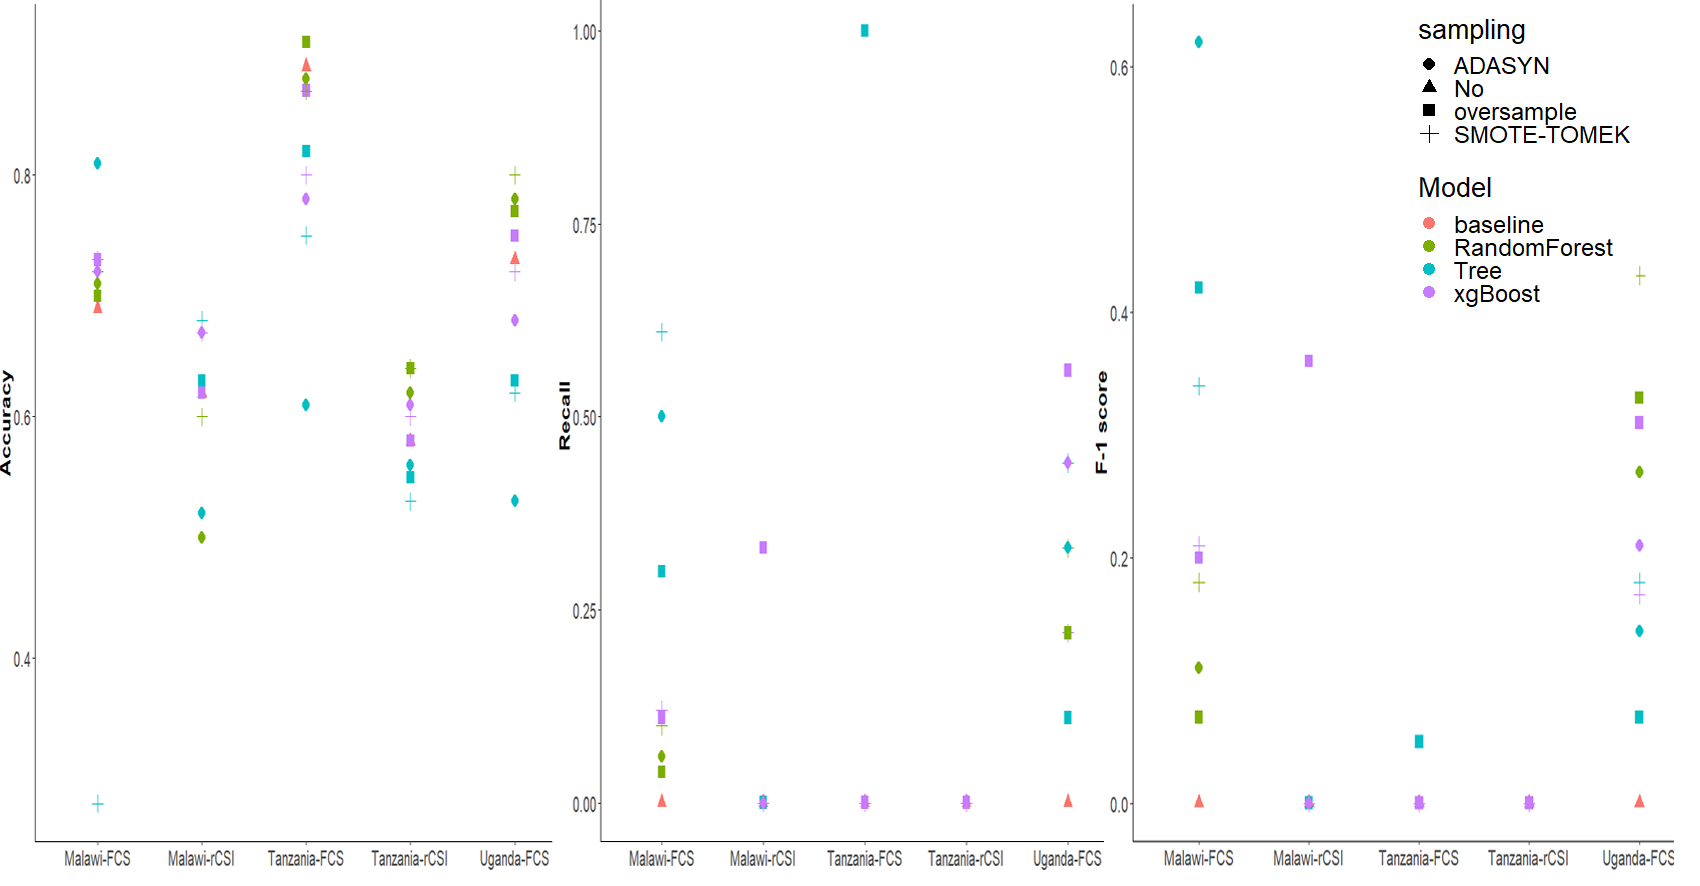 Accuracy
0.8
0.6
0.4
Malawi-FCS
Malawi-rCSI
Tanzania-FCS
Tanzania-rCSI
Uganda-FCS
Recall
1.00
0.75
0.50
0.25
0.00
Malawi-FCS
Malawi-rCSI
Tanzania-FCS
Tanzania-rCSI
Uganda-FCS
F-1 score
0.6
0.4
0.2
0.0
Malawi-FCS
Malawi-rCSI
Tanzania-FCS
Tanzania-rCSI
Uganda-FCS
sampling
ADASYN
No
oversample
SMOTE-TOMEK
Model
baseline
RandomForest
Tree
xgBoost